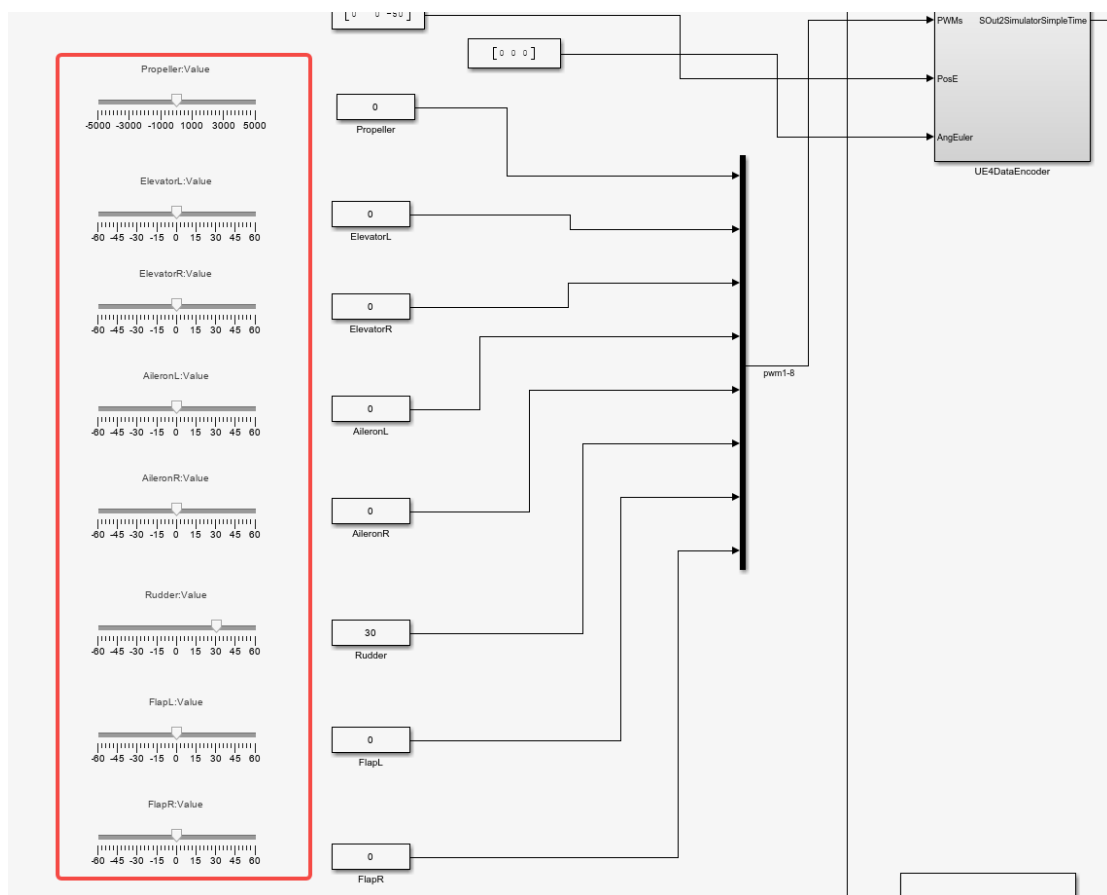 [0 0 -50]
PWMs
SOut2SimulatorSimpleTime
[0 0 0]
PosE
AngEuler
UE4DataEncoder
Propeller:Value
-5000 -3000 -1000 1000 3000 5000
0
Propeller
ElevatorL:Value
-60 -45 -30 -15 0 15 30 45 60
0
ElevatorL
ElevatorR:Value
-60 -45 -30 -15 0 15 30 45 60
0
ElevatorR
AileronL:Value
-60 -45 -30 -15 0 15 30 45 60
0
AileronL
AileronR:Value
-60 -45 -30 -15 0 15 30 45 60
0
AileronR
Rudder:Value
-60 -45 -30 -15 0 15 30 45 60
30
Rudder
FlapL:Value
-60 -45 -30 -15 0 15 30 45 60
0
FlapL
FlapR:Value
-60 -45 -30 -15 0 15 30 45 60
0
FlapR
pwm1-8